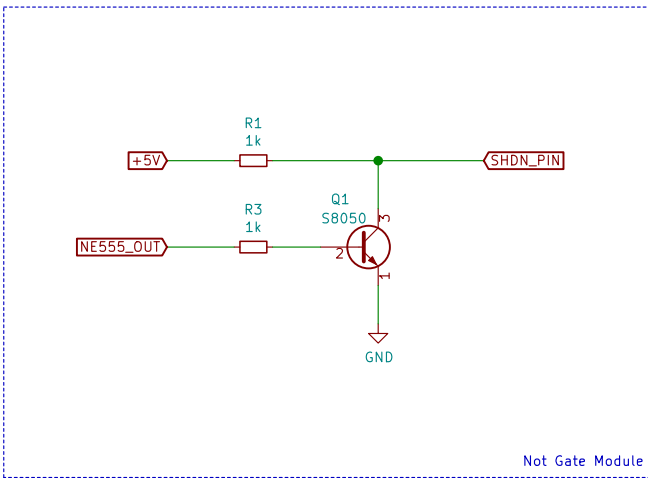 R1
1k
+5V
SHDN_PIN
Q1
S8050
R3
1k
3
NE555_OUT
2
1
GND
Not Gate Module